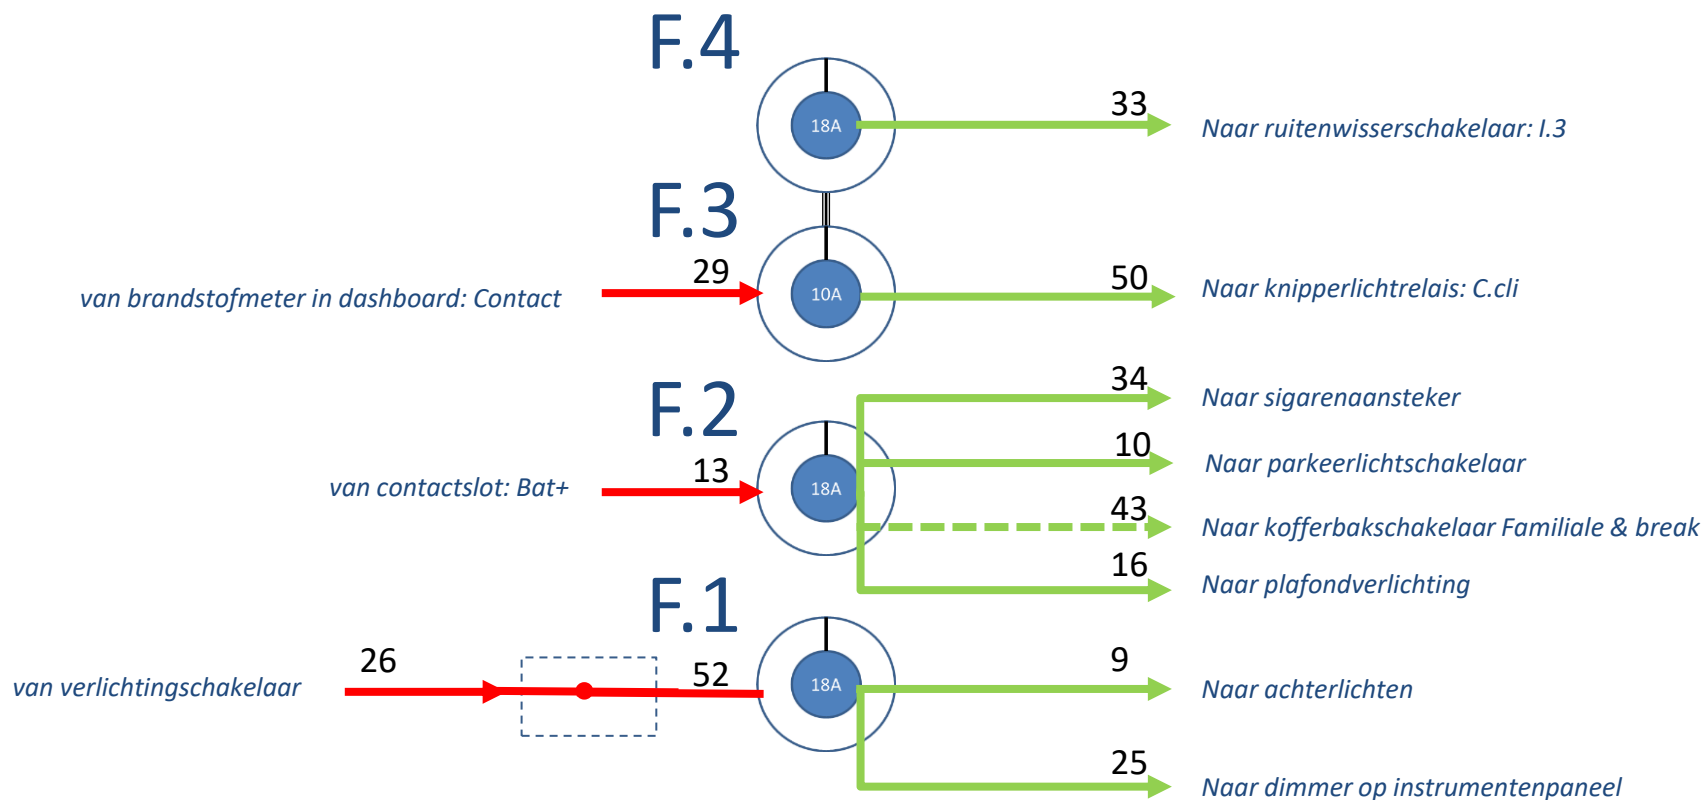 F.4
18A
33
Naar ruitenwisserschakelaar: I.3
F.3
van brandstofmeter in dashboard: Contact
29
10A
50
Naar knipperlichtrelais: C.cli
F.2
van contactslot: Bat+
13
18A
34
Naar sigarenaansteker
10
Naar parkeerlichtschakelaar
43
Naar kofferbakschakelaar Familiale & break
16
Naar plafondverlichting
F.1
van verlichtingschakelaar
26
52
18A
9
Naar achterlichten
25
Naar dimmer op instrumentenpaneel